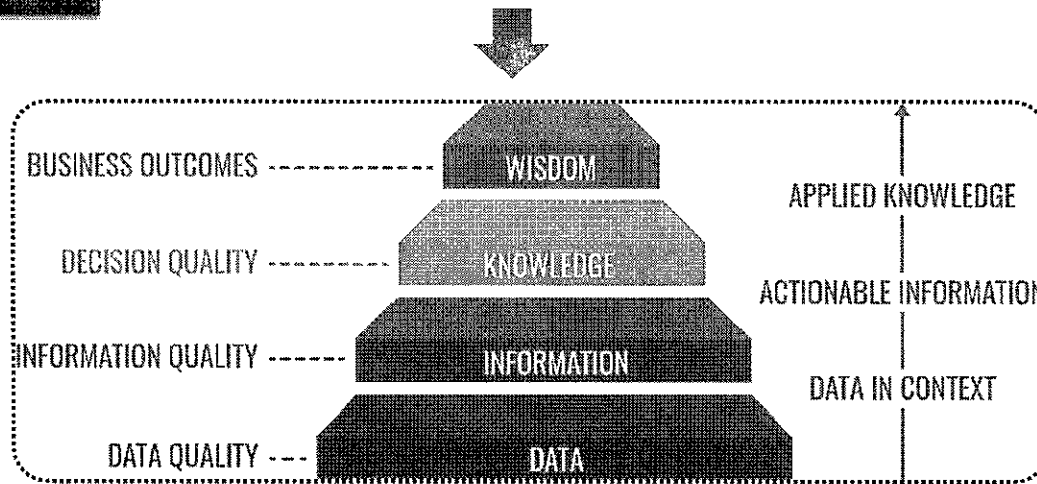 BUSINESS OUTCOMES
WISDOM
APPLIED KNOWLEDGE
DECISION QUALITY
KNOWLEDGE
ACTIONABLE INFORMATION
INFORMATION QUALITY
INFORMATION
DATA IN CONTEXT
DATA QUALITY
DATA